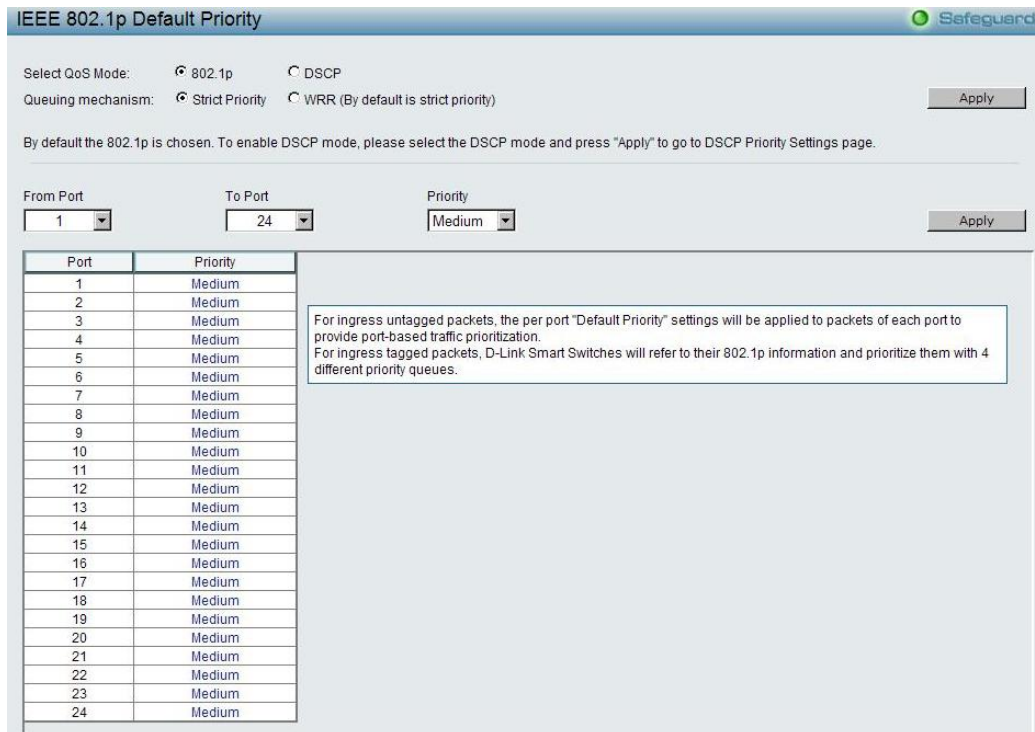 IEEE 802.1p Default Priority Safeguard
Select QoS Mode: 802.1p DSCP
Queuing mechanism: Strict Priority WRR (By default is strict priority) Apply
By default the 802.1p is chosen. To enable DSCP mode, please select the DSCP mode and press "Apply" to go to DSCP Priority Settings page.
From Port To Port Priority
1 24 Medium Apply
Port Priority
1 Medium
2 Medium
3 Medium
4 Medium
5 Medium
6 Medium
7 Medium
8 Medium
9 Medium
10 Medium
11 Medium
12 Medium
13 Medium
14 Medium
15 Medium
16 Medium
17 Medium
18 Medium
19 Medium
20 Medium
21 Medium
22 Medium
23 Medium
24 Medium
For ingress untagged packets, the per port "Default Priority" settings will be applied to packets of each port to
provide port-based traffic prioritization.
For ingress tagged packets, D-Link Smart Switches will refer to their 802.1p information and prioritize them with 4
different priority queues.